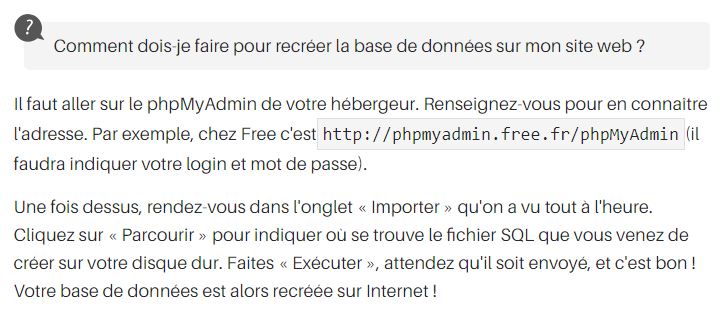 ?
Comment dois-je faire pour recréer la base de données sur mon site web ?
Il faut aller sur le phpMyAdmin de votre hébergeur. Renseignez-vous pour en connaître
l'adresse. Par exemple, chez Free c'est http://phpmyadmin.free.fr/phpMyAdmin (il
faudra indiquer votre login et mot de passe).
Une fois dessus, rendez-vous dans l'onglet « Importer » qu'on a vu tout à l'heure.
Cliquez sur « Parcourir » pour indiquer où se trouve le fichier SQL que vous venez de
créer sur votre disque dur. Faites « Exécuter », attendez qu'il soit envoyé, et c'est bon !
Votre base de données est alors recréée sur Internet !